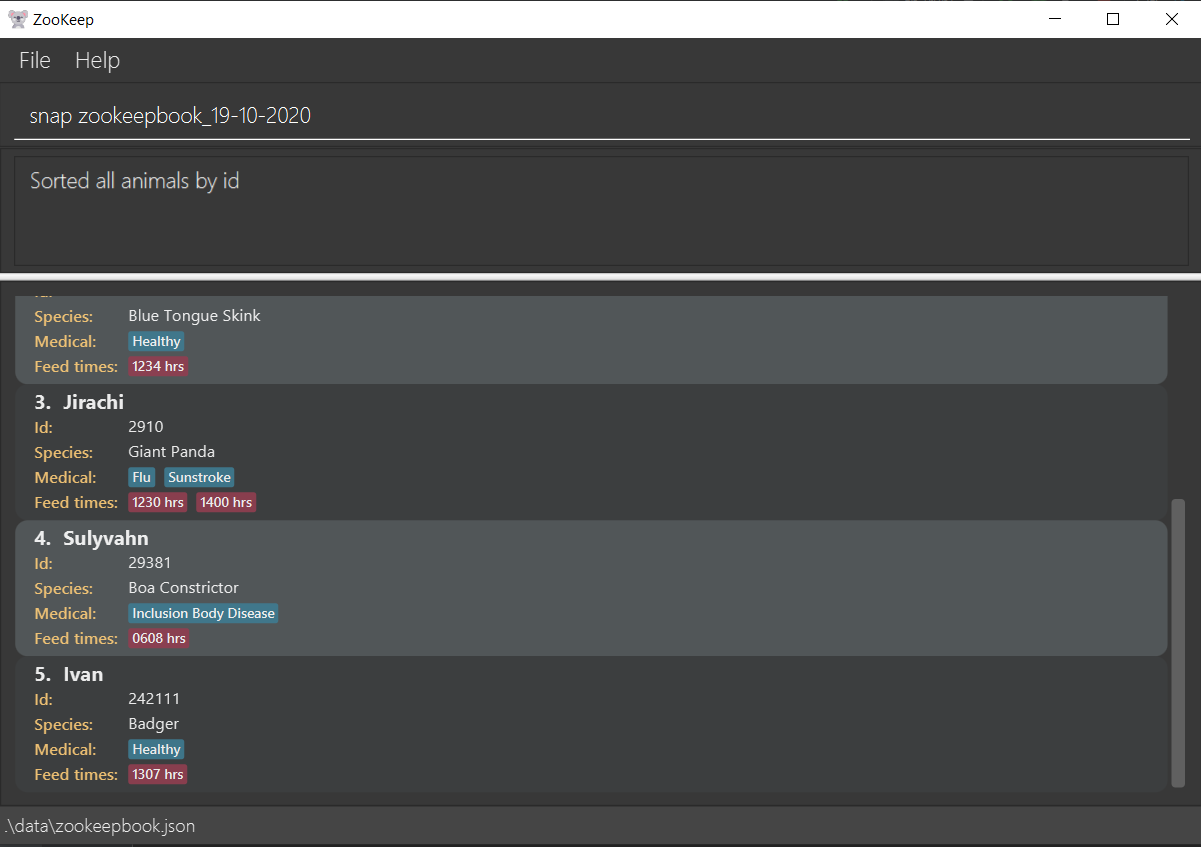 ZooKeep
File Help
snap zookeepbook_19-10-2020
Sorted all animals by id
Species: Blue Tongue Skink
Medical: Healthy
Feed times: 1234 hrs
3. Jirachi
Id: 2910
Species: Giant Panda
Medical: Flu Sunstroke
Feed times: 1230 hrs 1400 hrs
4. Sulyvahn
Id: 29381
Species: Boa Constrictor
Medical: Inclusion Body Disease
Feed times: 0608 hrs
5. Ivan
Id: 242111
Species: Badger
Medical: Healthy
Feed times: 1307 hrs
.\data\zookeepbook.json